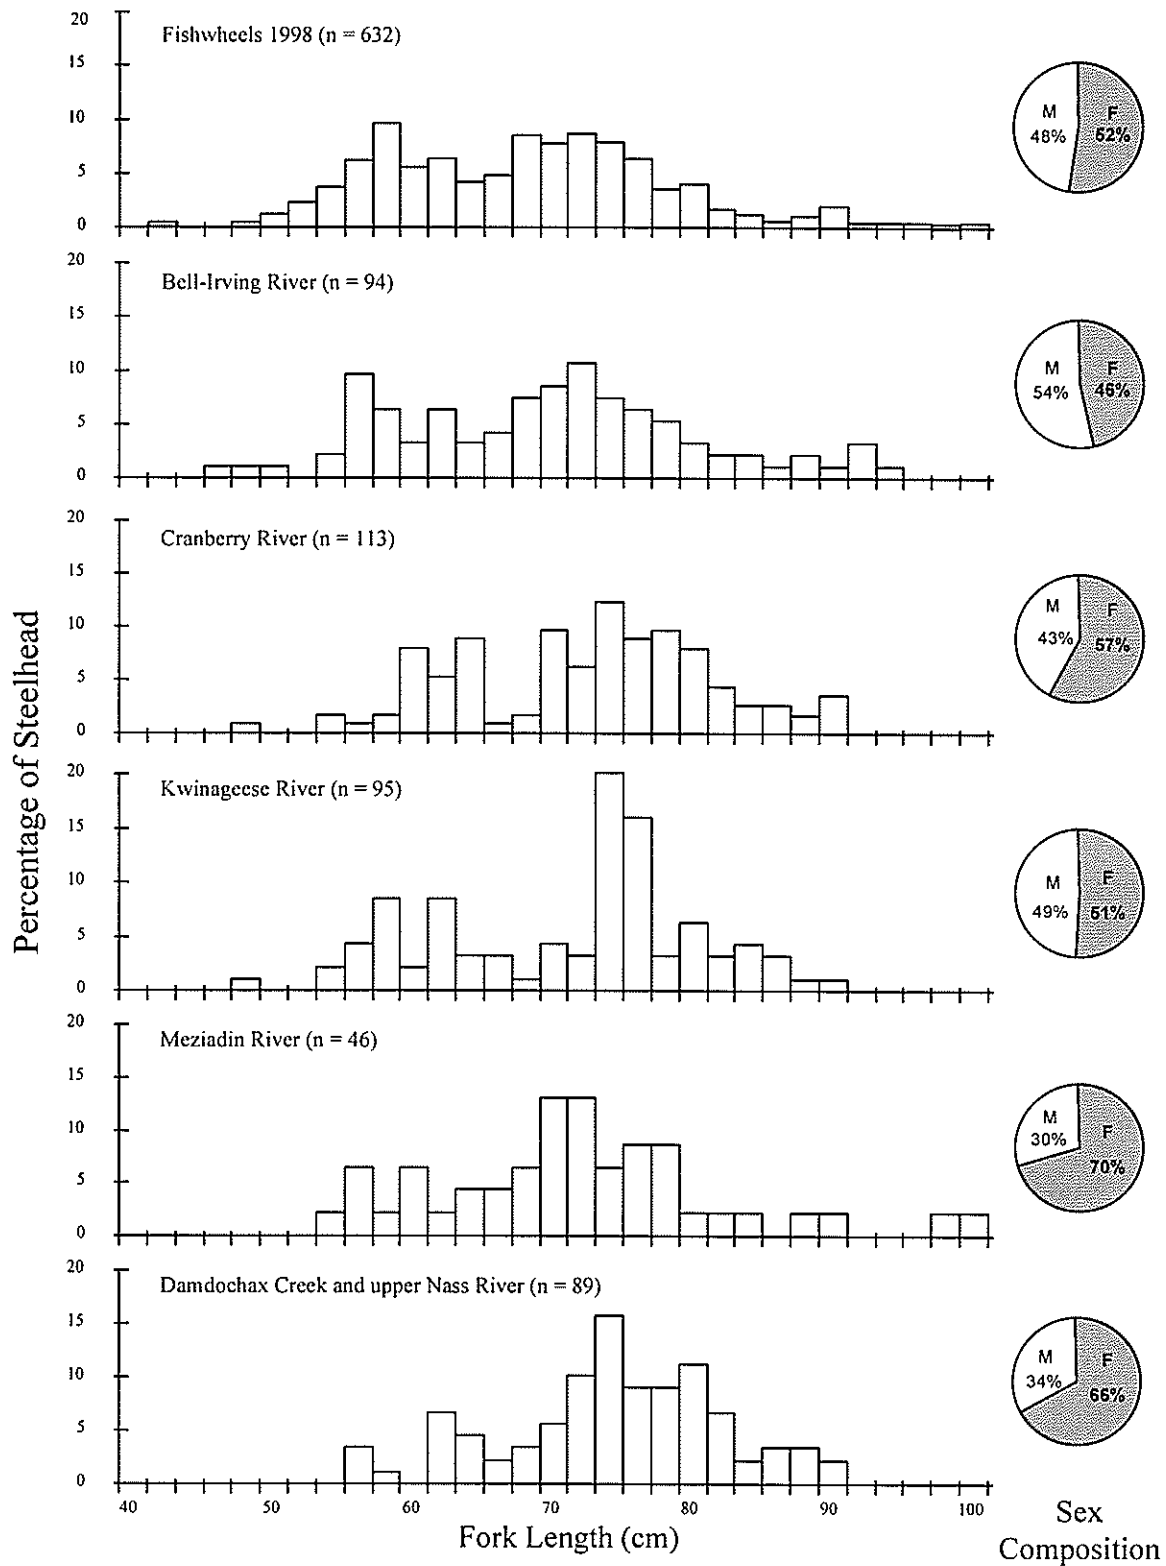 Fishwheels 1998 (n = 632)
20
15
10
5
0
M
48%
F
52%
Bell-Irving River (n = 94)
20
15
10
5
0
M
54%
F
46%
Cranberry River (n = 113)
20
15
10
5
0
M
43%
F
57%
Kwinageese River (n = 95)
20
15
10
5
0
M
49%
F
51%
Meziadin River (n = 46)
20
15
10
5
0
M
30%
F
70%
Damdochax Creek and upper Nass River (n = 89)
20
15
10
5
0
M
34%
F
66%
Percentage of Steelhead
40 50 60 70 80 90 100
Fork Length (cm)
Sex
Composition